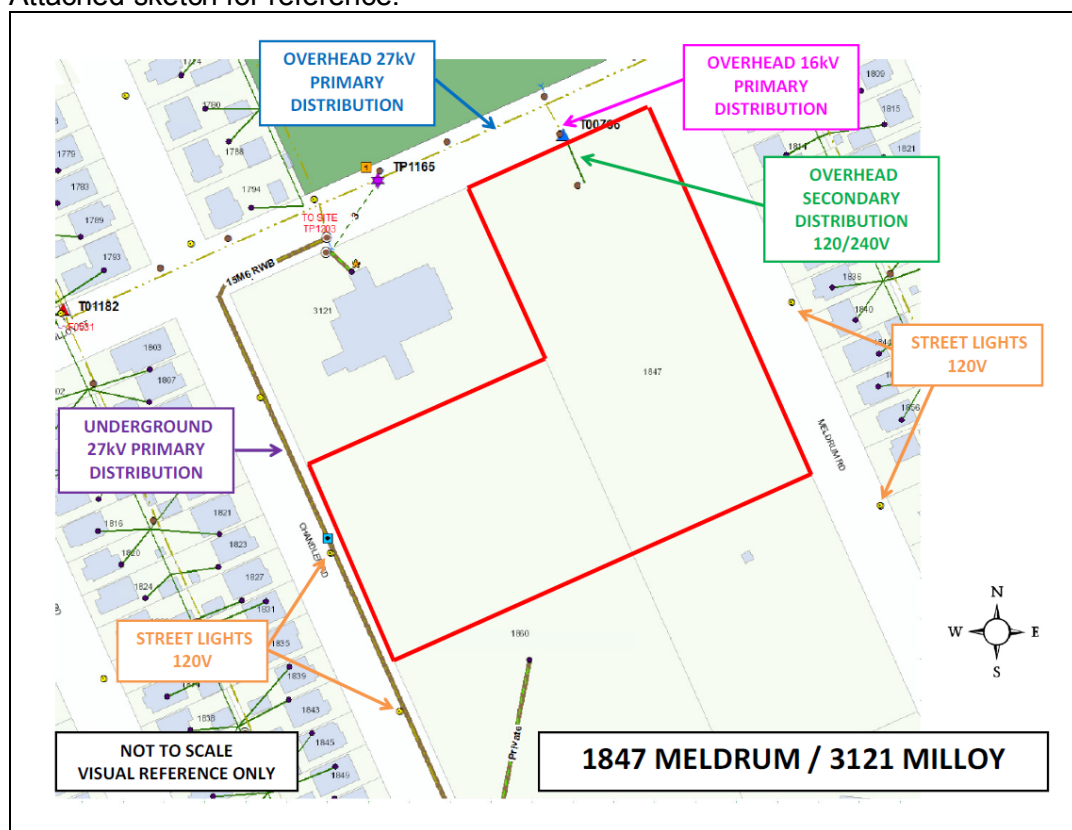 Attached sketch for reference.
OVERHEAD 27kV
PRIMARY
DISTRIBUTION
OVERHEAD 16kV
PRIMARY
DISTRIBUTION
1780
1788
1779
1783
1794
1789
1793
TP1165
T00766
1809
1815
1814
1821
OVERHEAD
SECONDARY
DISTRIBUTION
120/240V
TO SITE
TP1203
3
15M6 RWB
T01182
3121
1836
1840
1803
1807
STREET LIGHTS
120V
1847
1856
UNDERGROUND
27kV PRIMARY
DISTRIBUTION
MELDRUM RD
1816
1820
1821
1823
1824
1827
1831
1835
1839
1843
1838
1845
1849
STREET LIGHTS
120V
1860
Private
N
W E
S
NOT TO SCALE
VISUAL REFERENCE ONLY
1847 MELDRUM / 3121 MILLOY